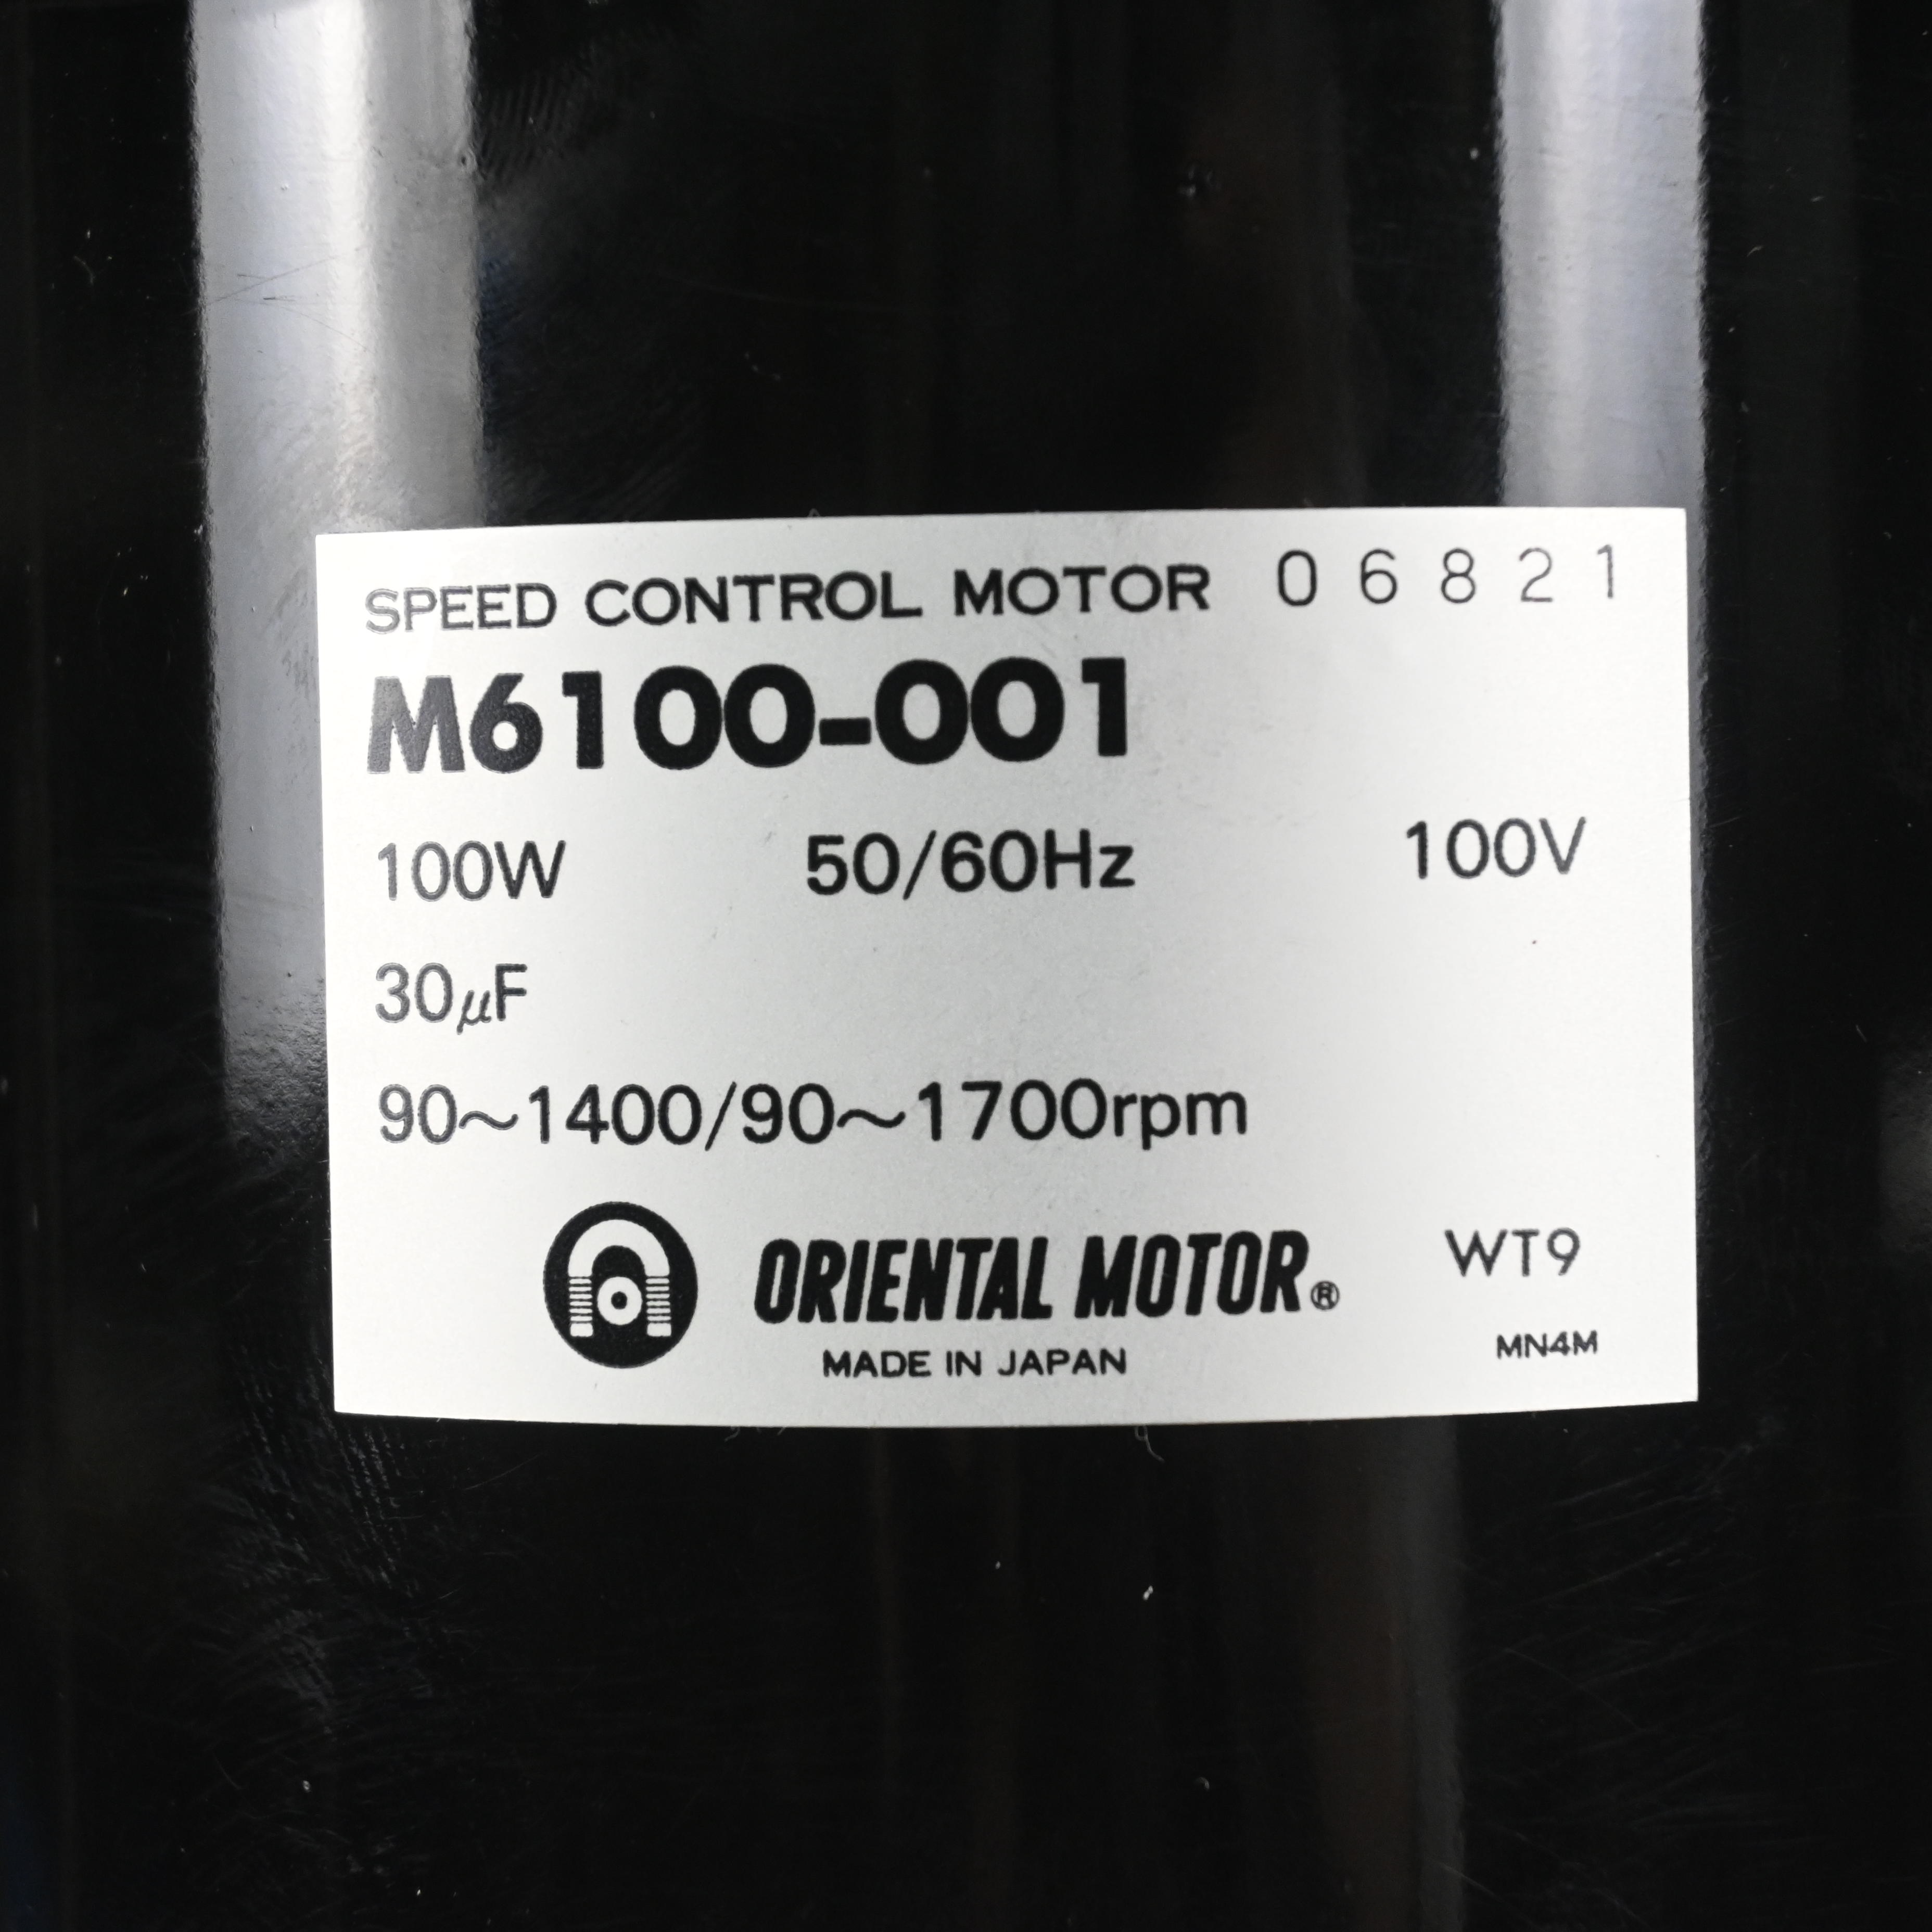 SPEED CONTROL MOTOR 06821
M6100-001
100W 50/60Hz 100V
30μF
90~1400/90~1700rpm
ORIENTAL MOTOR® WT9
MADE IN JAPAN MN4M